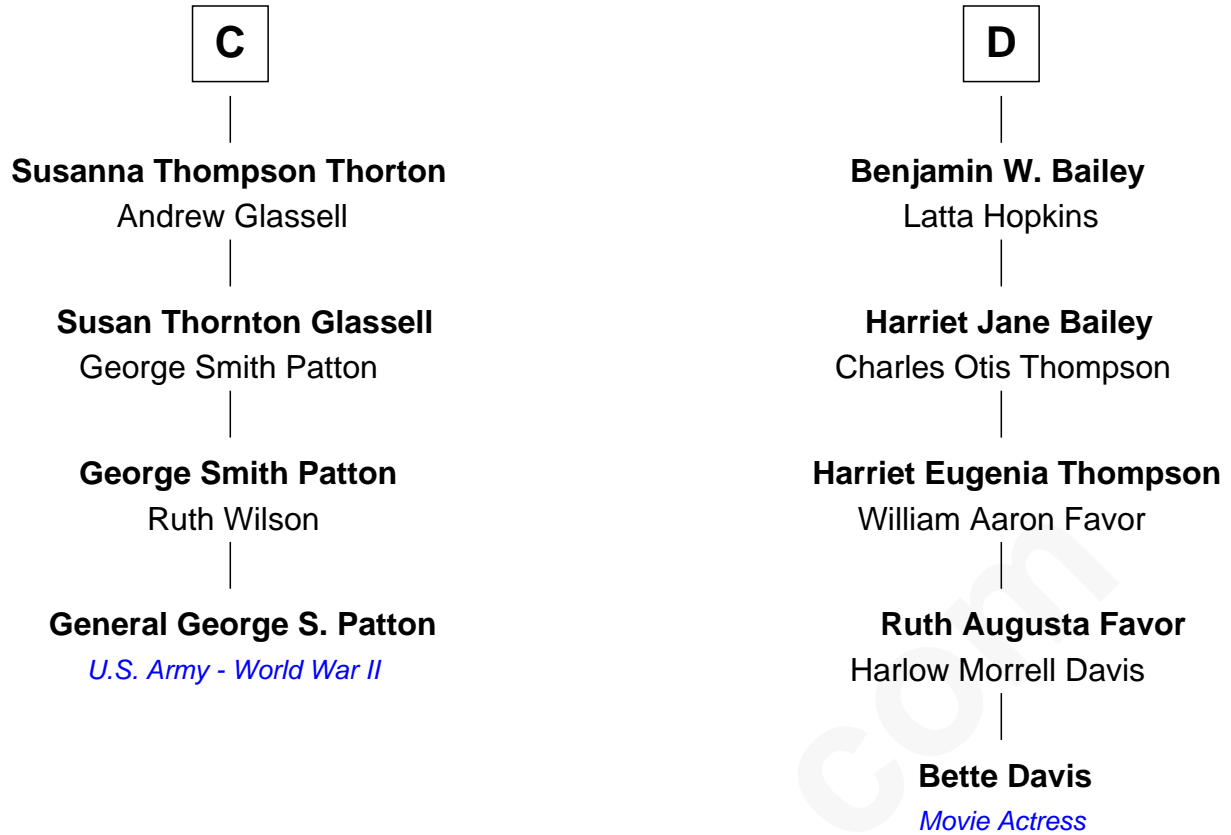 C
Susanna Thompson Thorton
Andrew Glassell
Susan Thornton Glassell
George Smith Patton
George Smith Patton
Ruth Wilson
General George S. Patton
U.S. Army - World War II
D
Benjamin W. Bailey
Latta Hopkins
Harriet Jane Bailey
Charles Otis Thompson
Harriet Eugenia Thompson
William Aaron Favor
Ruth Augusta Favor
Harlow Morrell Davis
Bette Davis
Movie Actress
com